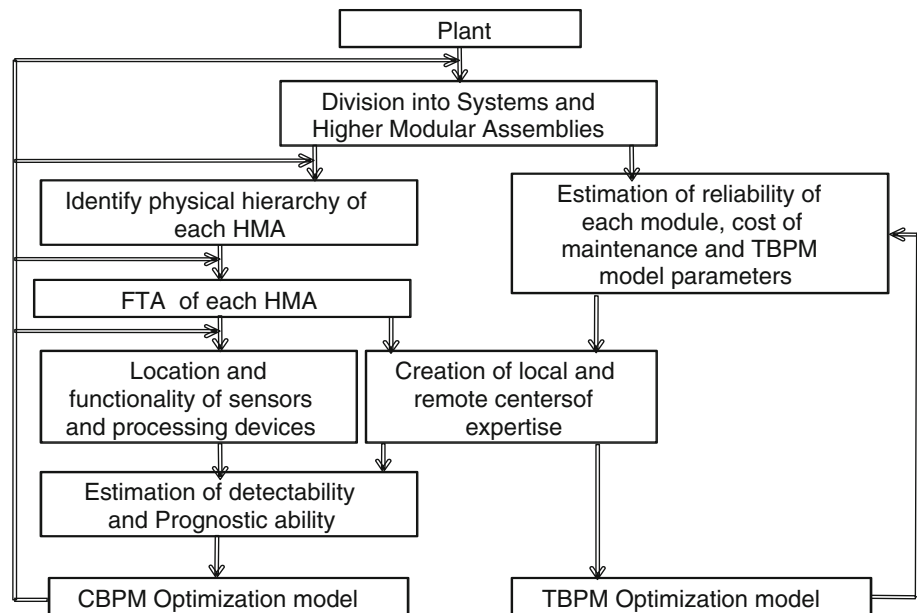 Plant
Division into Systems and
Higher Modular Assemblies
Identify physical hierarchy of
each HMA
Estimation of reliability of
each module, cost of
maintenance and TBPM
model parameters
FTA of each HMA
Location and
functionality of sensors
and processing devices
Creation of local and
remote centersof
expertise
Estimation of detectability
and Prognostic ability
CBPM Optimization model
TBPM Optimization model